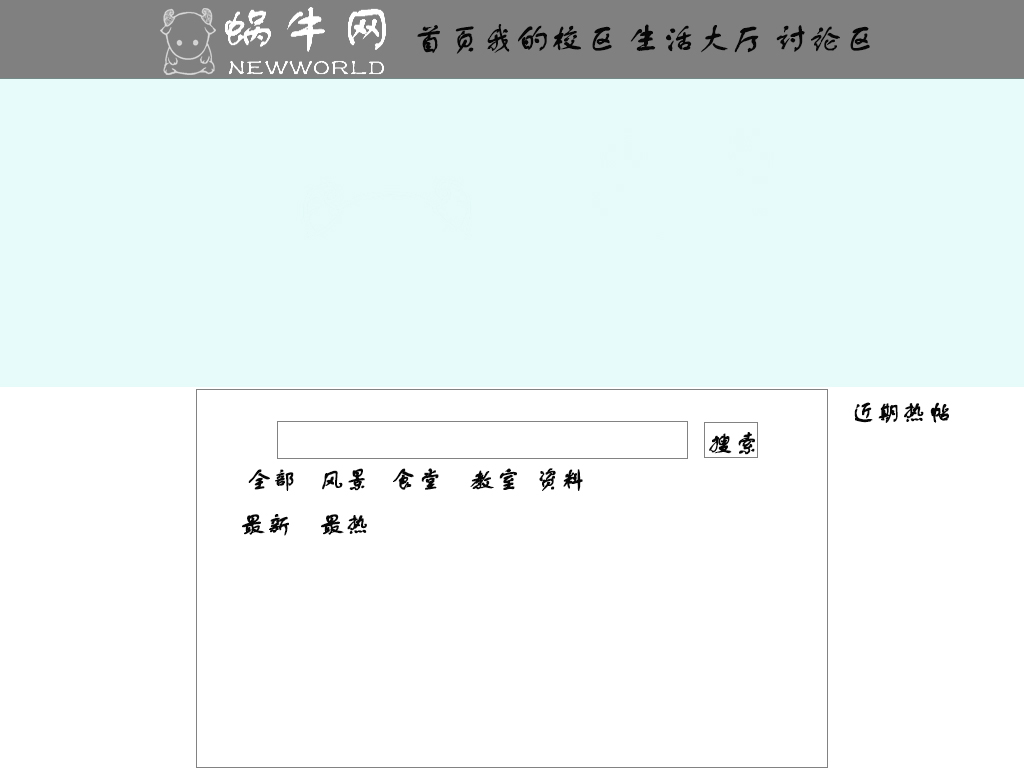 蜗牛网
NEWWORLD
首页 我的校区 生活大厅 讨论区
近期热帖
搜索
全部 风景 食堂 教室 资料
最新 最热